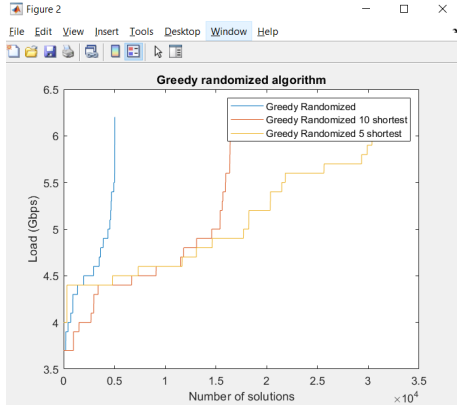 Figure 2
File Edit View Insert Tools Desktop Window Help
Greedy randomized algorithm
6.5
6
5.5
5
4.5
4
3.5
Load (Gbps)
Greedy Randomized
Greedy Randomized 10 shortest
Greedy Randomized 5 shortest
0 0.5 1 1.5 2 2.5 3 3.5
Number of solutions
×10^4